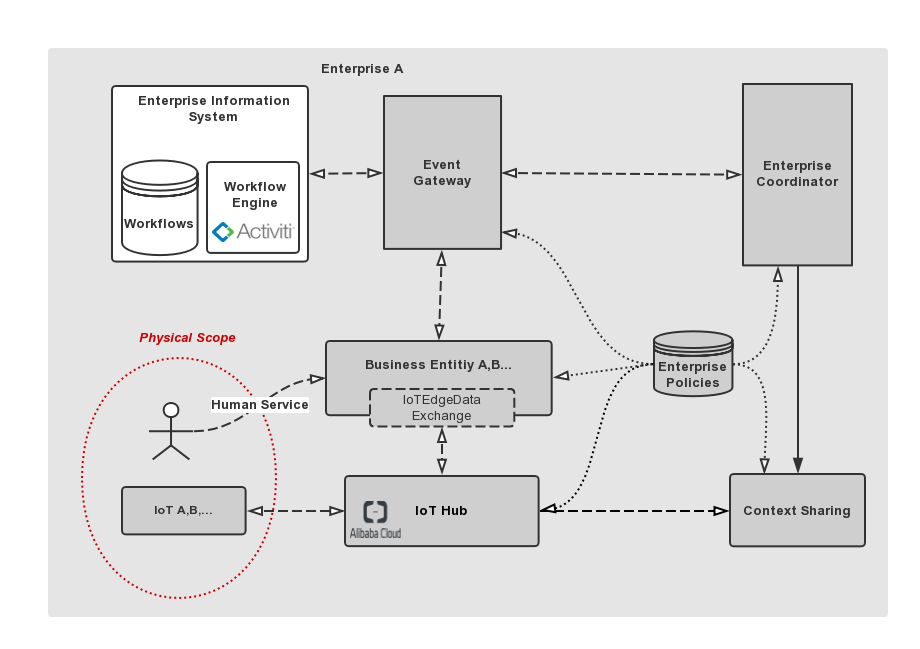 Enterprise A
Enterprise Information
System
Workflows
Workflow
Engine
Activiti
Event
Gateway
Enterprise
Coordinator
Physical Scope
Human Service
Business Entitiy A,B...
IoTEdgeData
Exchange
Enterprise
Policies
IoT A,B,...
IoT Hub
Alibaba Cloud
Context Sharing